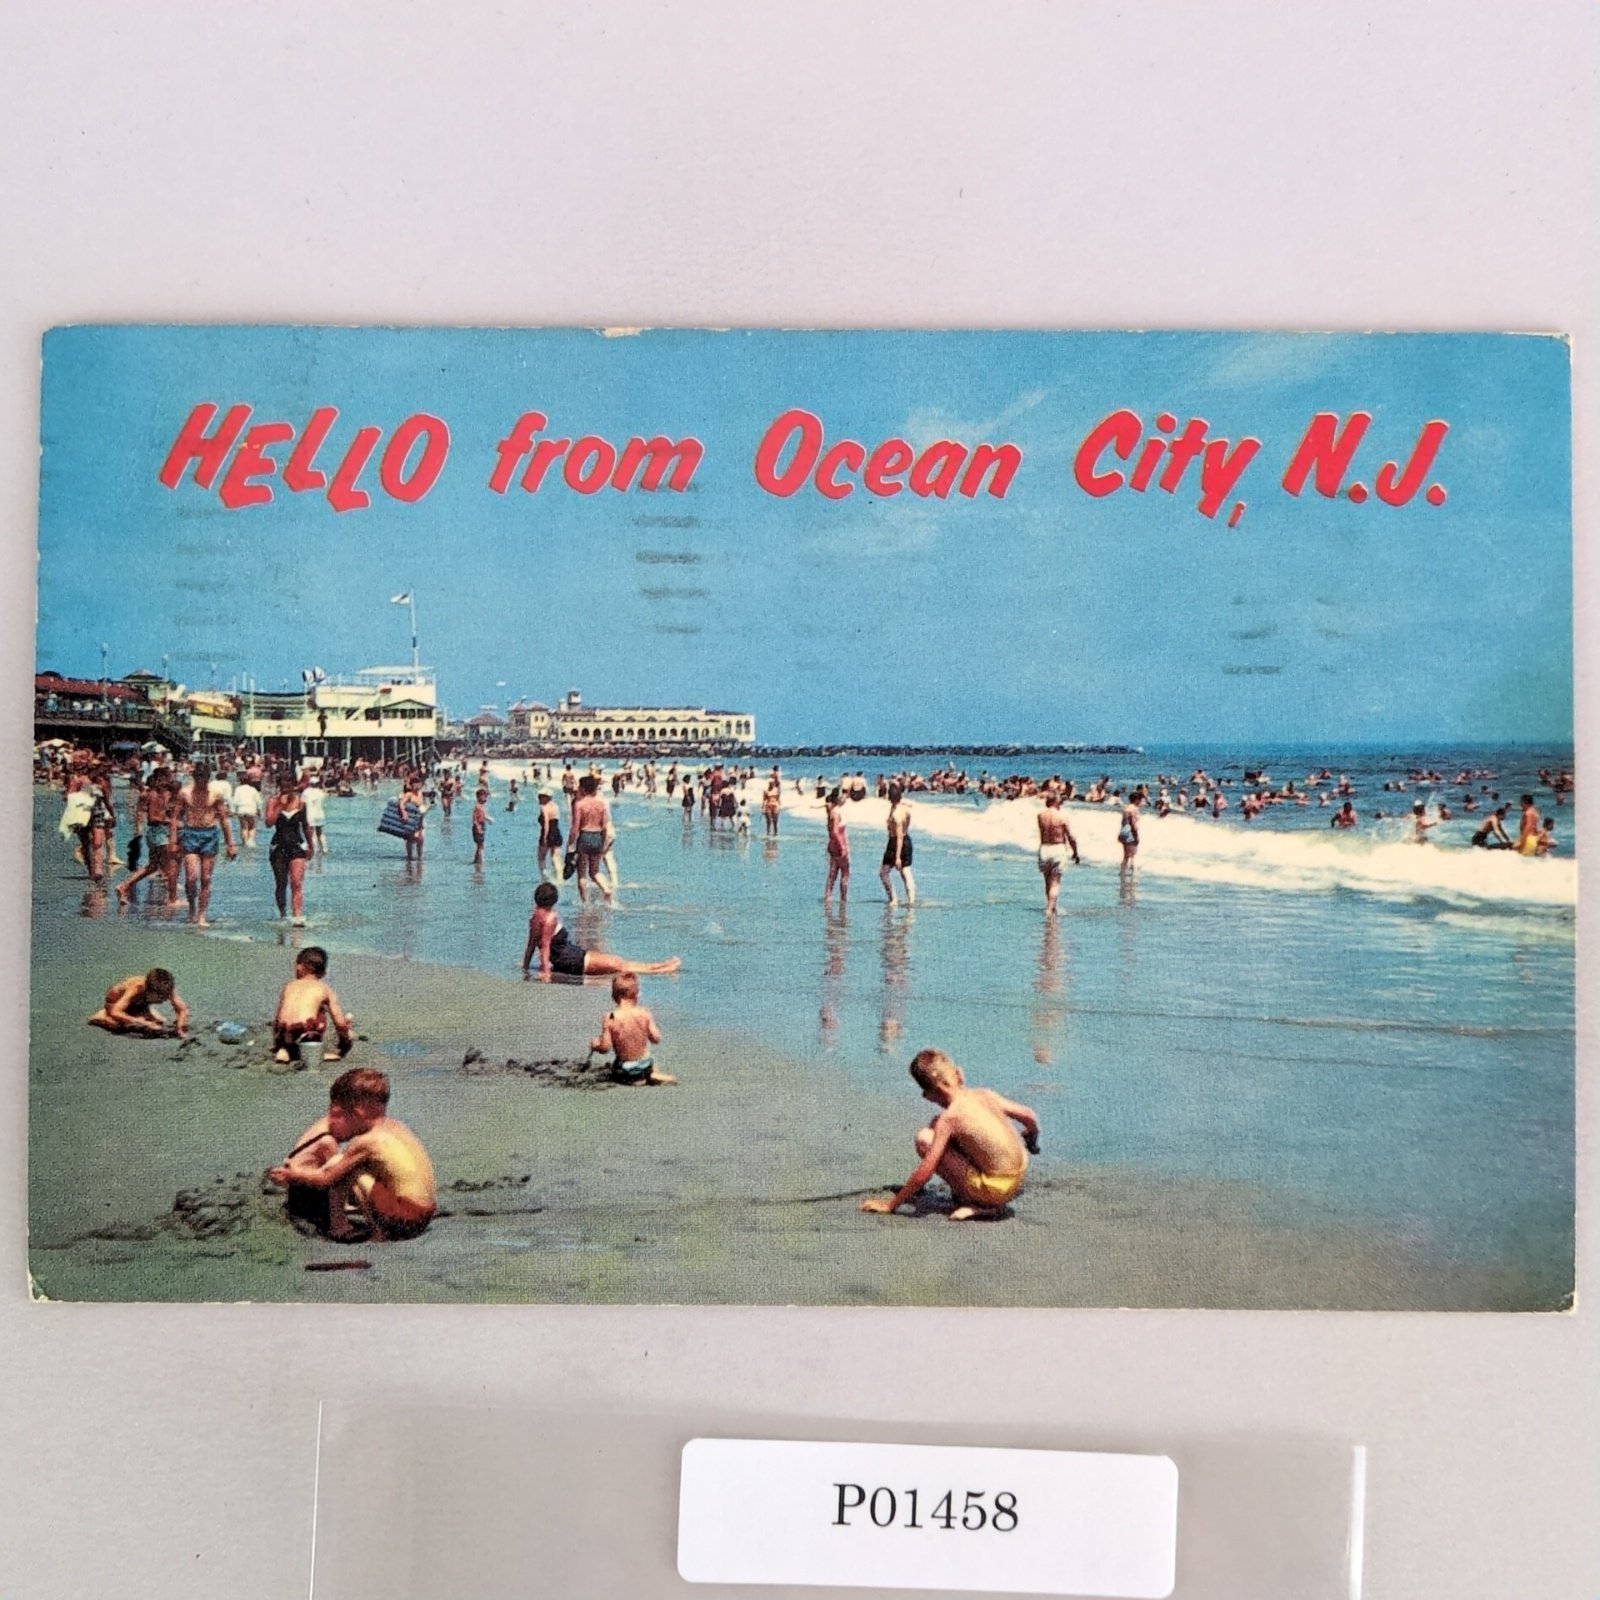 HELLO from Ocean City, N.J.
P01458